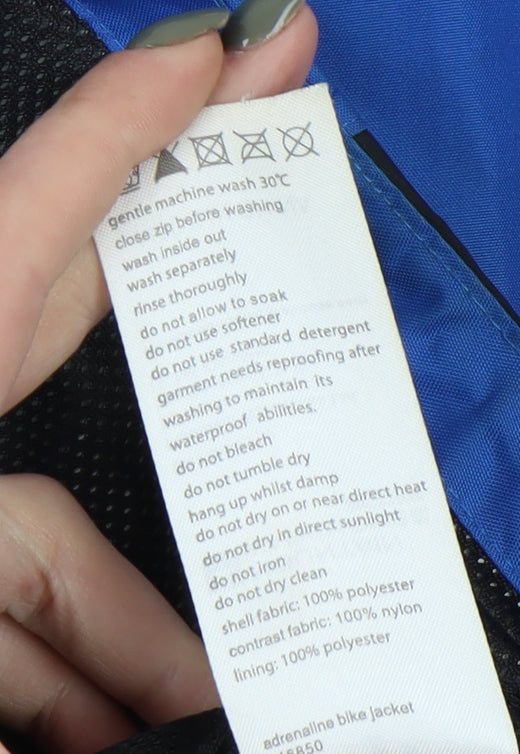 gentle machine wash 30℃
close zip before washing
wash inside out
wash separately
rinse thoroughly
do not allow to soak
do not use softener
do not use standard detergent
garment needs reproofing after
washing to maintain its
waterproof abilities.
do not bleach
do not tumble dry
hang up whilst damp
do not dry on or near direct heat
do not dry in direct sunlight
do not iron
do not dry clean
shell fabric: 100% polyester
contrast fabric: 100% nylon
lining: 100% polyester
adrenaline bike jacket